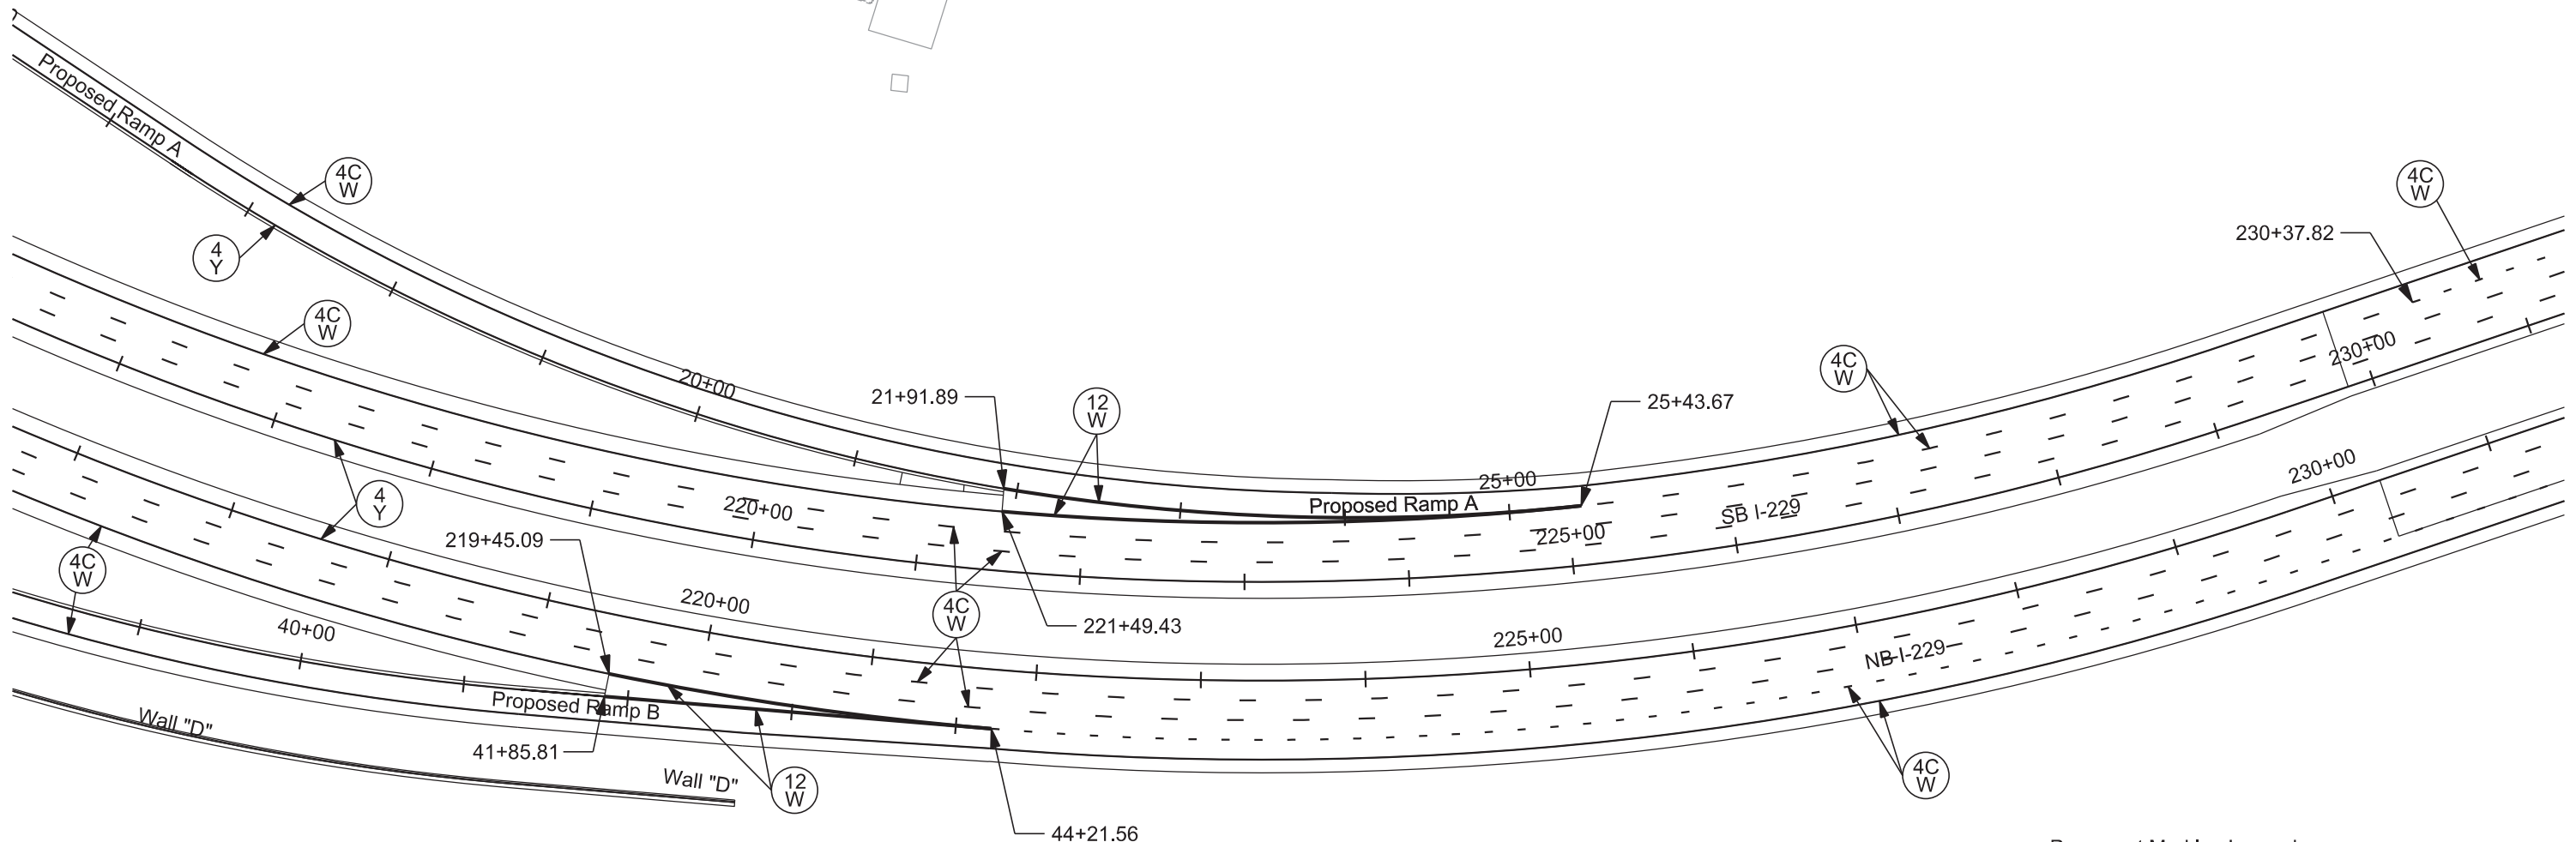 Proposed Ramp A
4C
W
4
Y
4C
W
4C
W
230+37.82
20+00
21+91.89
12
W
25+43.67
4C
W
230+00
25+00
Proposed Ramp A
220+00
225+00
SB I-229
230+00
4
Y
219+45.09
4C
W
220+00
4C
W
221+49.43
225+00
NB I-229
40+00
Proposed Ramp B
Wall "D"
41+85.81
Wall "D"
12
W
4C
W
44+21.56